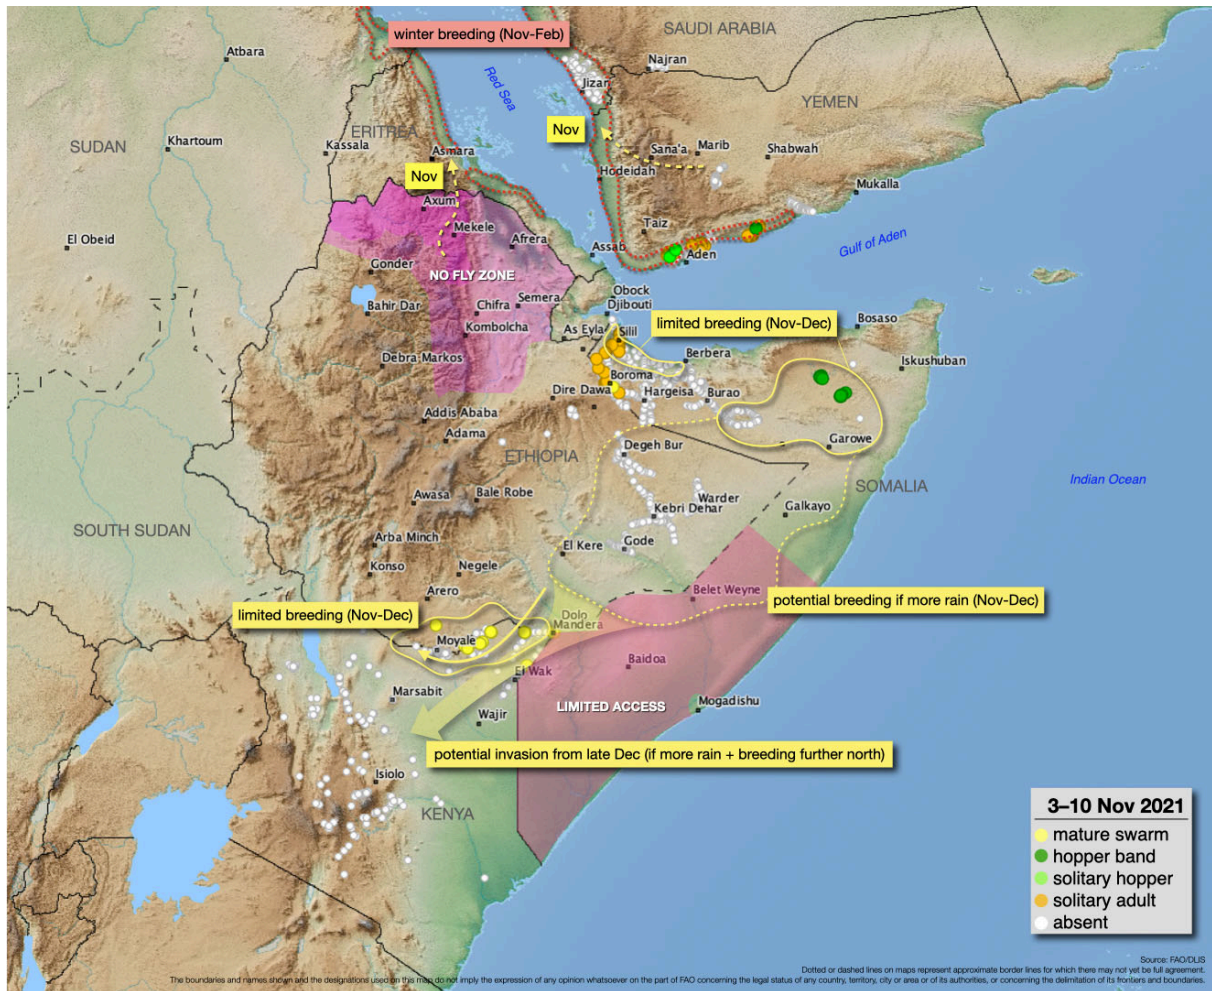 SAUDI ARABIA
winter breeding (Nov-Feb)
Atbara
Najran
Red Sea
Jizan
YEMEN
Nov
ERITREA
SUDAN
Khartoum
Kassala
Asmara
Sana'a
Marib
Shabwah
Hodeidah
Nov
Mukalla
Axum
Mekele
Taiz
El Obeid
Afrera
Assab
Aden
Gulf of Aden
Gonder
NO FLY ZONE
Obock
Djibouti
Bahir Dar
Chifra
Semera
Kombolcha
As Eyla
Silil
limited breeding (Nov-Dec)
Bosaso
Debra Markos
Berbera
Iskushuban
Boroma
Dire Dawa
Hargeisa
Burao
Addis Ababa
Adama
Degeh Bur
Garowe
ETHIOPIA
SOMALIA
Indian Ocean
Awasa
Bale Robe
Warder
Kebri Dehar
Galkayo
SOUTH SUDAN
Arba Minch
El Kere
Gode
Konso
Negele
Arero
Belet Weyne
potential breeding if more rain (Nov-Dec)
limited breeding (Nov-Dec)
Dolo
Mandera
Moyale
El Wak
Baidoa
Marsabit
LIMITED ACCESS
Mogadishu
Wajir
potential invasion from late Dec (if more rain + breeding further north)
Isiolo
KENYA
3–10 Nov 2021
mature swarm
hopper band
solitary hopper
solitary adult
absent
Source: FAO/DLIS
Dotted or dashed lines on maps represent approximate border lines for which there may not yet be full agreement.
The boundaries and names shown and the designations used on this map do not imply the expression of any opinion whatsoever on the part of FAO concerning the legal status of any country, territory, city or area or of its authorities, or concerning the delimitation of its frontiers and boundaries.